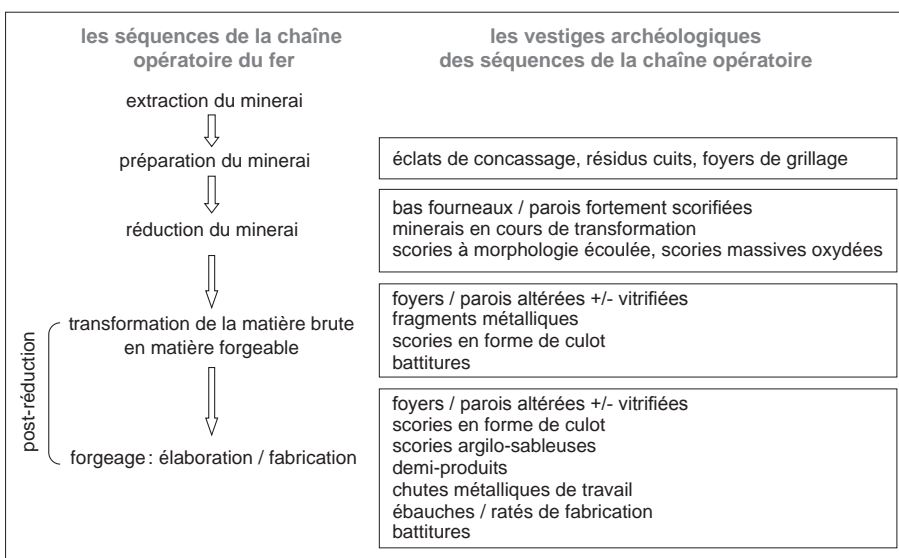 les séquences de la chaîne
opératoire du fer
les vestiges archéologiques
des séquences de la chaîne opératoire
extraction du minerai
préparation du minerai
éclats de concassage, résidus cuits, foyers de grillage
réduction du minerai
bas fourneaux / parois fortement scorifiées
minerais en cours de transformation
scories à morphologie écoulée, scories massives oxydées
post-réduction
transformation de la matière brute
en matière forgeable
foyers / parois altérées +/- vitrifiées
fragments métalliques
scories en forme de culot
battitures
forgeage : élaboration / fabrication
foyers / parois altérées +/- vitrifiées
scories en forme de culot
scories argilo-sableuses
demi-produits
chutes métalliques de travail
ébauches / ratés de fabrication
battitures